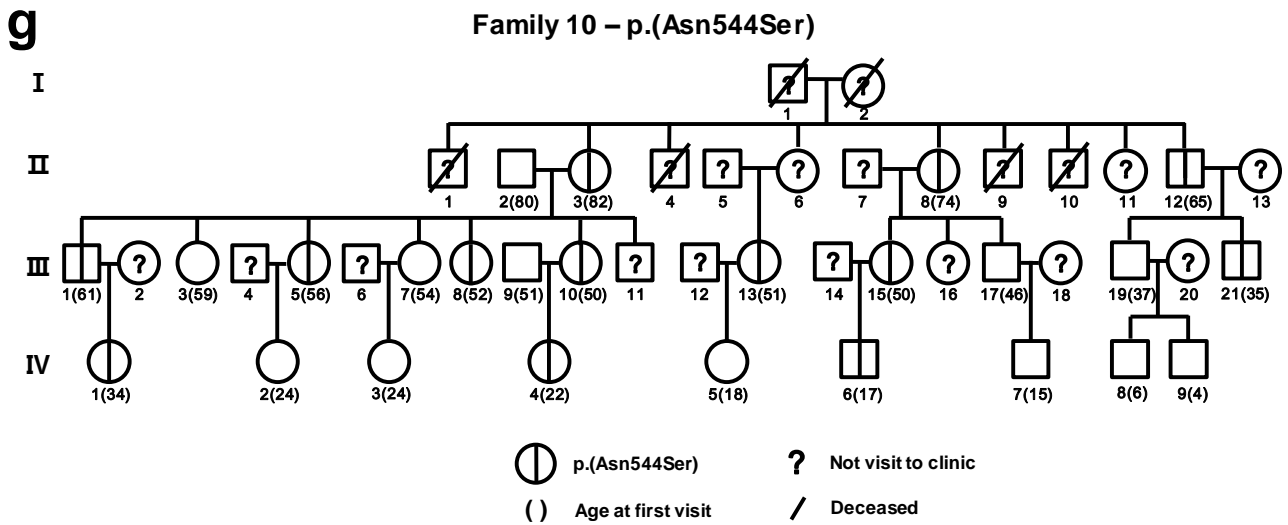 g
Family 10 – p.(Asn544Ser)
I
? ?
1 2
II
? ? ? ? ? ? ? ? ?
1 2(80) 3(82) 4 5 6 7 8(74) 9 10 11 12(65) 13
III
? ? ? ? ? ? ? ? ?
1(61) 2 3(59) 4 5(56) 6 7(54) 8(52) 9(51) 10(50) 11 12 13(51) 14 15(50) 16 17(46) 18 19(37) 20 21(35)
IV
1(34) 2(24) 3(24) 4(22) 5(18) 6(17) 7(15) 8(6) 9(4)
p.(Asn544Ser) ? Not visit to clinic
( ) Age at first visit / Deceased